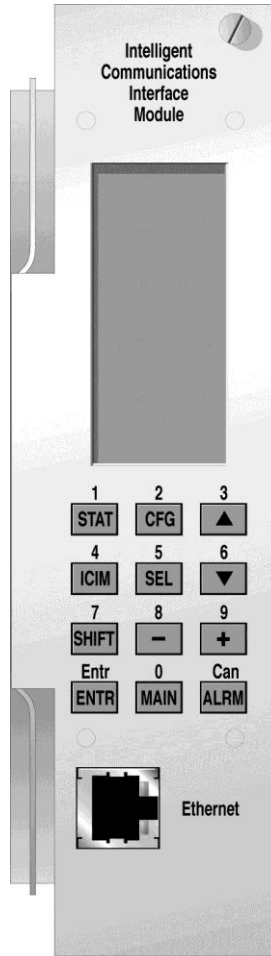 Intelligent
Communications
Interface
Module
1 2 3
STAT CFG ▲
4 5 6
ICIM SEL ▼
7 8 9
SHIFT − +
Entr 0 Can
ENTR MAIN ALRM
Ethernet